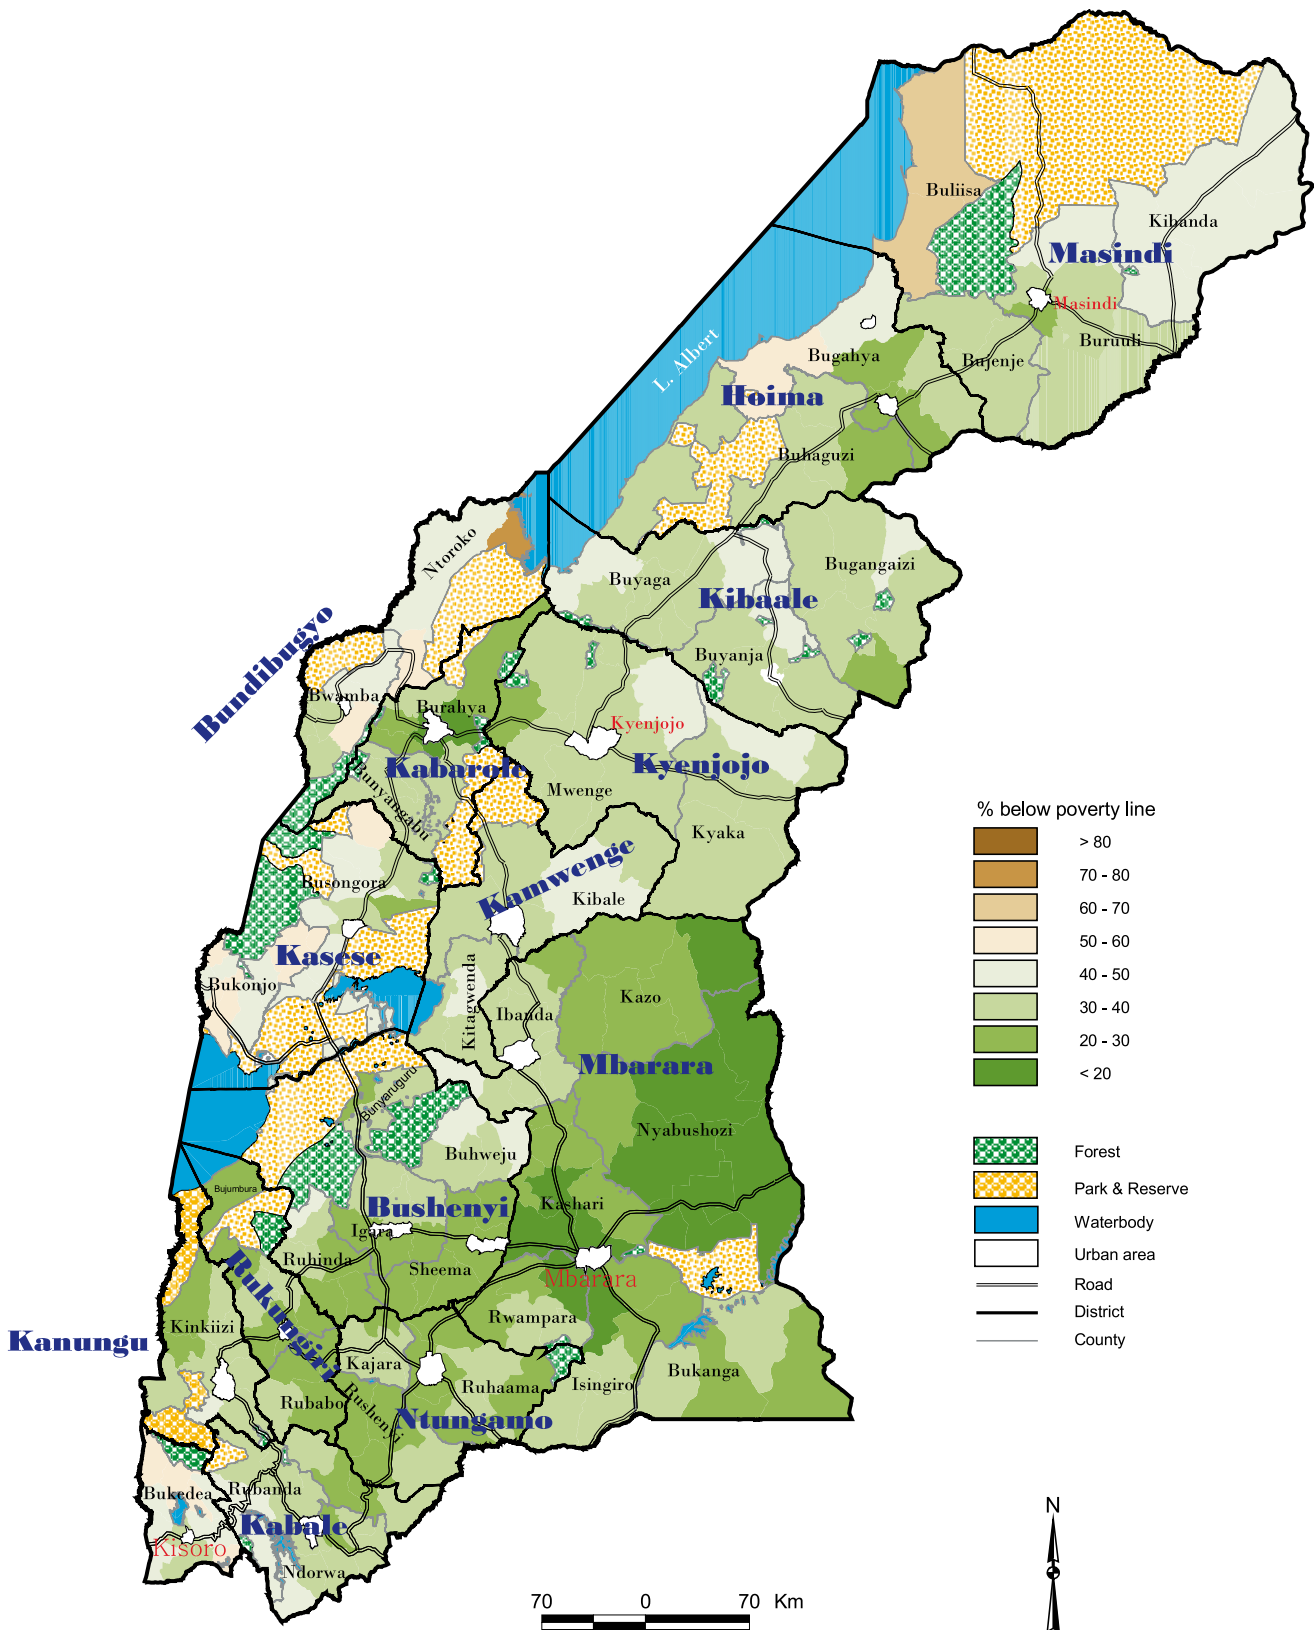 Buliisa
Kibanda
Masindi
Masindi
Buruuli
Bujenje
Bugahya
L. Albert
Hoima
Buhaguzi
Ntoroko
Buyaga
Bugangaizi
Kibaale
Buyanja
Bundibugyo
Bwamba
Burahya
Kyenjojo
Kabarole
Kyenjojo
Bunyangabu
Mwenge
Kyaka
Kamwenge
Kibale
Busongora
Kasese
Bukonjo
Kitagwenda
Ibanda
Kazo
Mbarara
Bunyaruguru
Nyabushozi
Buhweju
Bujumbura
Bushenyi
Kashari
Igara
Ruhinda
Sheema
Mbarara
Rukungiri
Kanungu
Kinkiizi
Rwampara
Kajara
Bukanga
Isingiro
Ruhaama
Rubabo
Rushenyi
Ntungamo
Bukedea
Rubanda
Kabale
Kisoro
Ndorwa
% below poverty line
> 80
70 - 80
60 - 70
50 - 60
40 - 50
30 - 40
20 - 30
< 20
Forest
Park & Reserve
Waterbody
Urban area
Road
District
County
N
70 0 70 Km